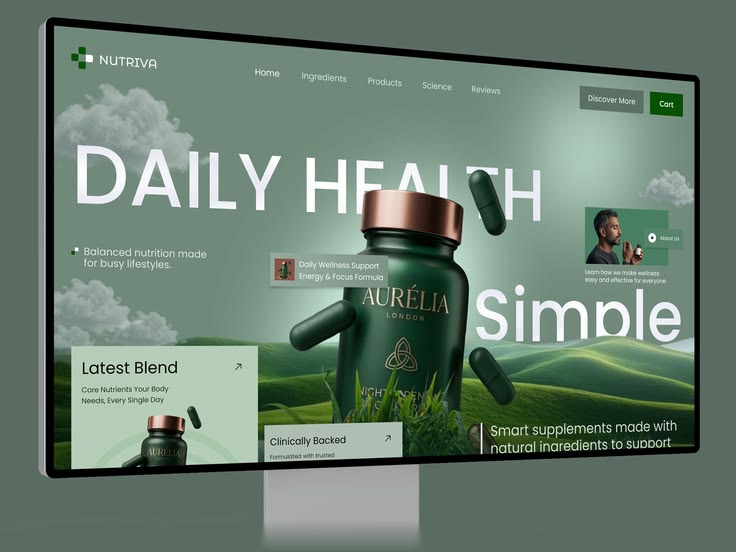 NUTRIVA
Home
Ingredients
Products
Science
Reviews
Discover More
Cart
DAILY HEALTH
Balanced nutrition made
for busy lifestyles.
Daily Wellness Support
Energy & Focus Formula
About Us
Learn how we make wellness
easy and effective for everyone
AURÉLIA
LONDON
Simple
Latest Blend
Core Nutrients Your Body
Needs, Every Single Day
AURÉLIA
Clinically Backed
Formulated with trusted
Smart supplements made with
natural ingredients to support